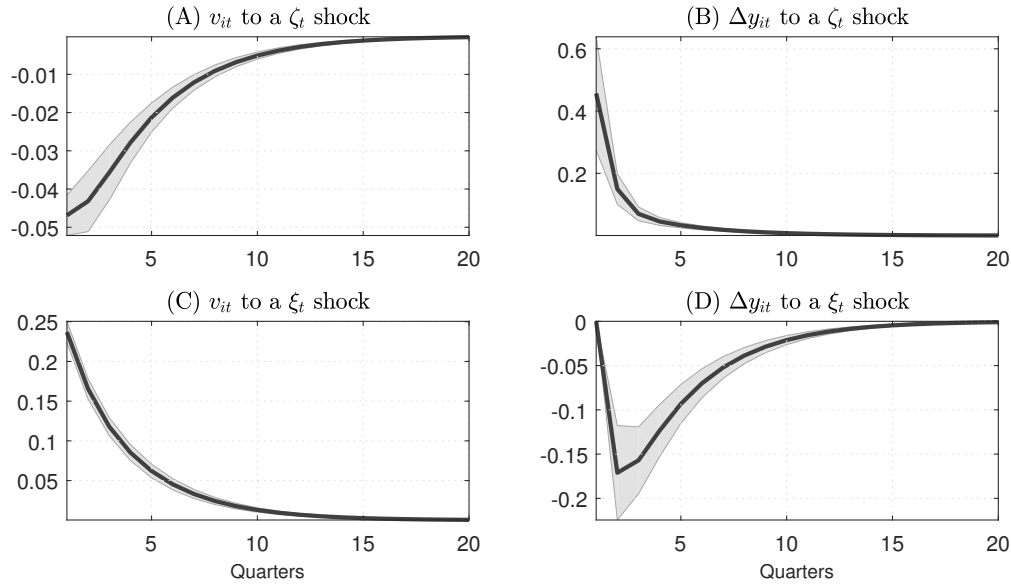 (A) v_it to a ζ_t shock
-0.01
-0.02
-0.03
-0.04
-0.05
5 10 15 20
(B) Δy_it to a ζ_t shock
0.6
0.4
0.2
5 10 15 20
(C) v_it to a ξ_t shock
0.25
0.2
0.15
0.1
0.05
5 10 15 20
Quarters
(D) Δy_it to a ξ_t shock
0
-0.05
-0.1
-0.15
-0.2
5 10 15 20
Quarters